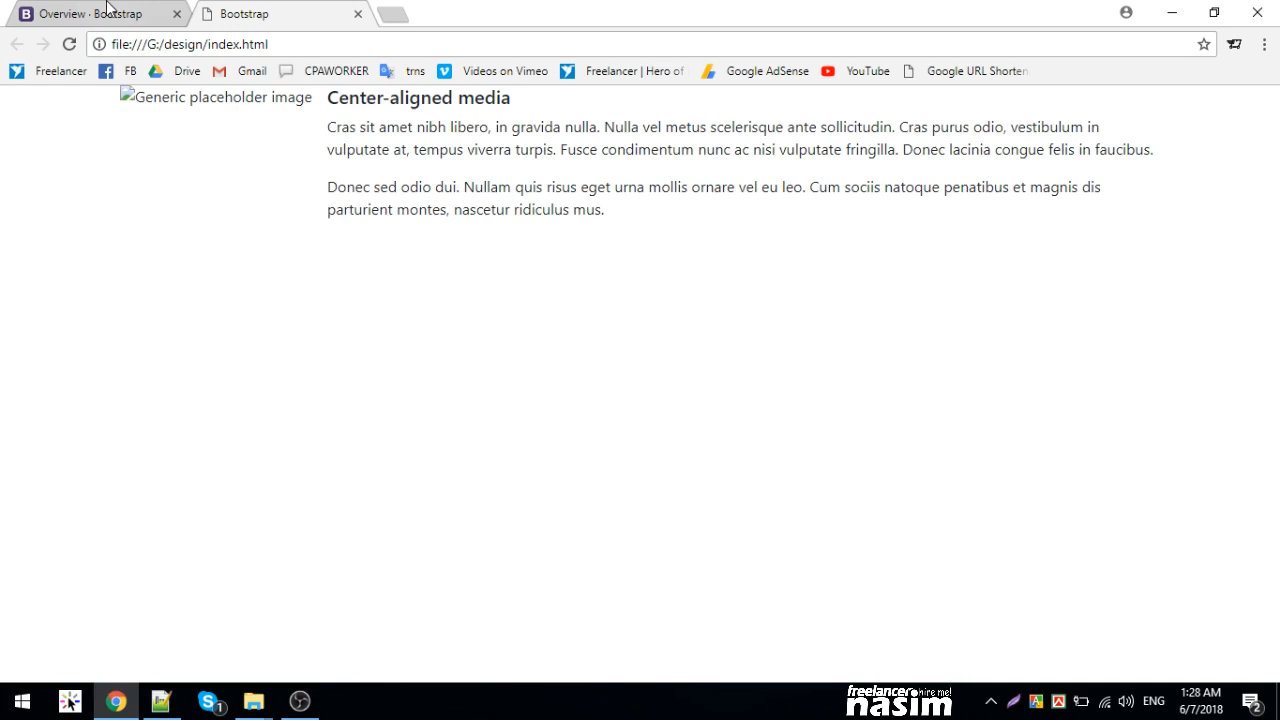 Overview · Bootstrap
Bootstrap
file:///G:/design/index.html
Freelancer
FB
Drive
Gmail
CPAWORKER
trns
Videos on Vimeo
Freelancer | Hero of
Google AdSense
YouTube
Google URL Shorten
Generic placeholder image
Center-aligned media
Cras sit amet nibh libero, in gravida nulla. Nulla vel metus scelerisque ante sollicitudin. Cras purus odio, vestibulum in
vulputate at, tempus viverra turpis. Fusce condimentum nunc ac nisi vulputate fringilla. Donec lacinia congue felis in faucibus.
Donec sed odio dui. Nullam quis risus eget urna mollis ornare vel eu leo. Cum sociis natoque penatibus et magnis dis
parturient montes, nascetur ridiculus mus.
freelancer hire me!
nasim
ENG
1:28 AM
6/7/2018
1
2